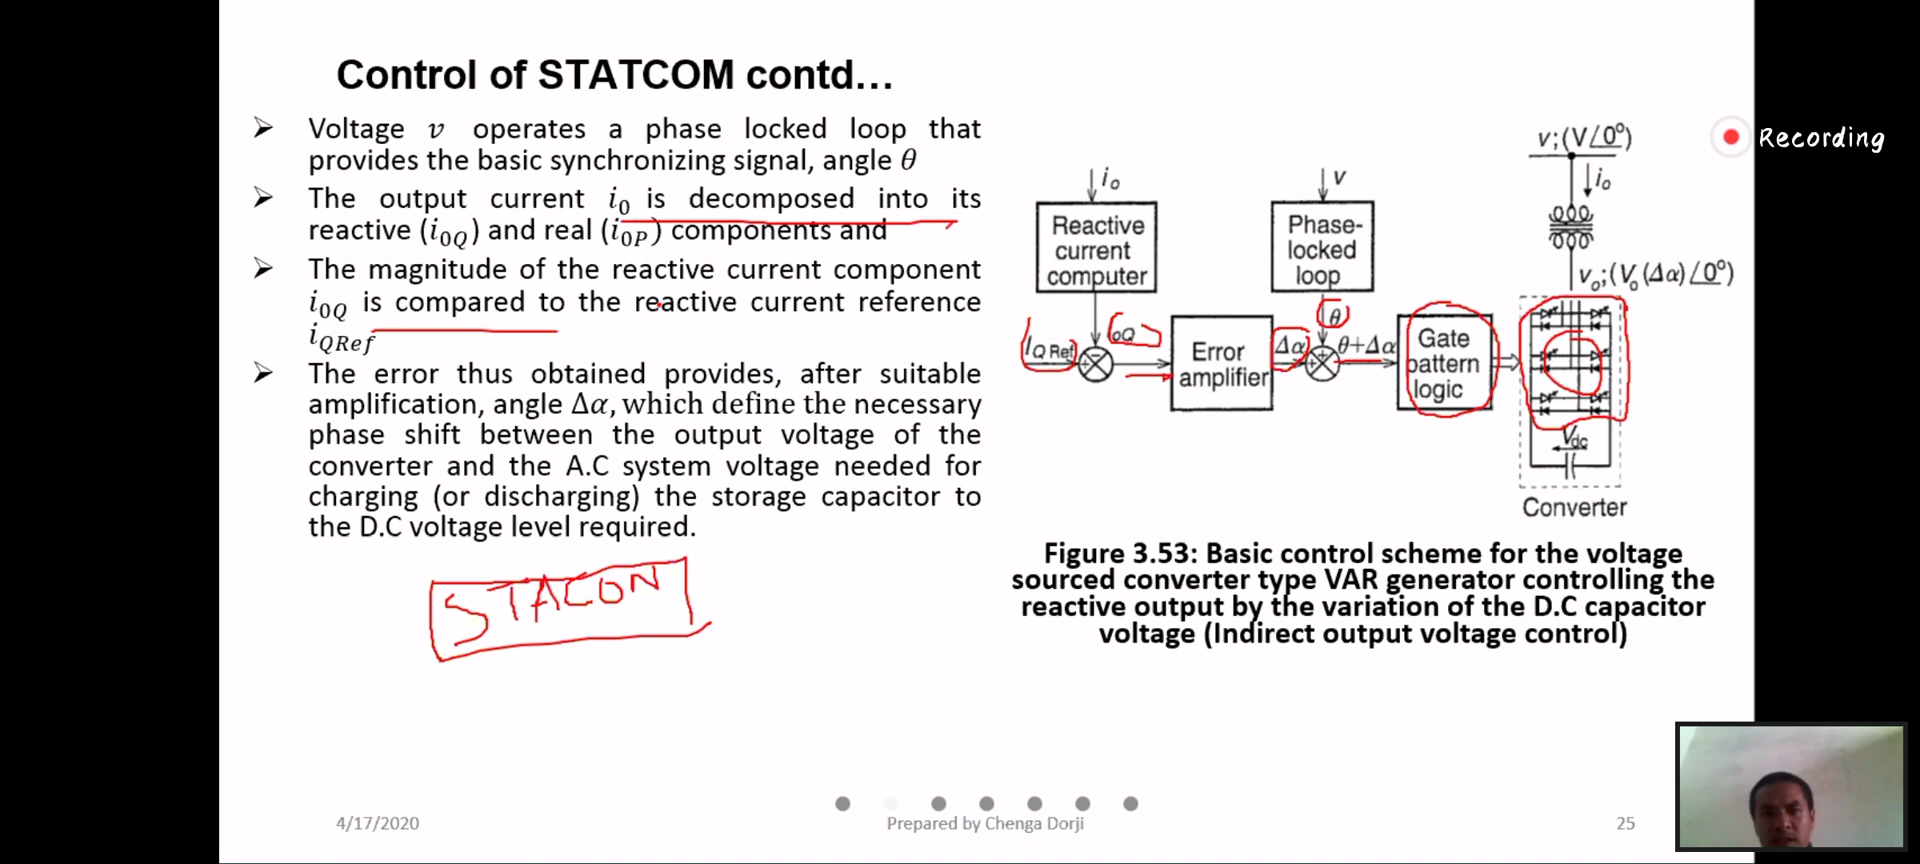 Control of STATCOM contd...
➢ Voltage v operates a phase locked loop that
provides the basic synchronizing signal, angle θ
➢ The output current i0 is decomposed into its
reactive (i0Q) and real (i0P) components and
➢ The magnitude of the reactive current component
i0Q is compared to the reactive current reference
iQRef
➢ The error thus obtained provides, after suitable
amplification, angle Δα, which define the necessary
phase shift between the output voltage of the
converter and the A.C system voltage needed for
charging (or discharging) the storage capacitor to
the D.C voltage level required.
STACON
io
Reactive
current
computer
v
Phase-
locked
loop
v;(V∠0°)
io
vo;(Vo(Δα)∠0°)
IQ Ref
oQ
Error
amplifier
Δα
θ
θ+Δα
Gate
pattern
logic
Vdc
Converter
Figure 3.53: Basic control scheme for the voltage
sourced converter type VAR generator controlling the
reactive output by the variation of the D.C capacitor
voltage (Indirect output voltage control)
Recording
4/17/2020
Prepared by Chenga Dorji
25